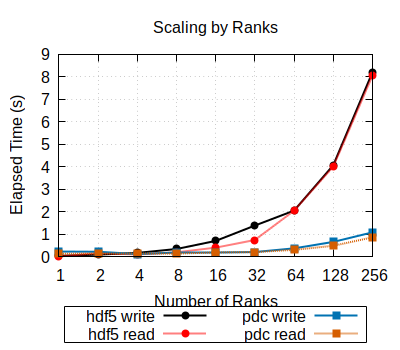 Scaling by Ranks
Elapsed Time (s)
9
8
7
6
5
4
3
2
1
0
1 2 4 8 16 32 64 128 256
Number of Ranks
hdf5 write pdc write
hdf5 read pdc read